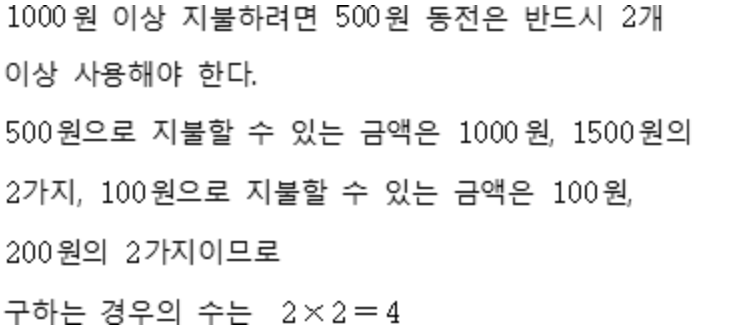 1000원 이상 지불하려면 500원 동전은 반드시 2개
이상 사용해야 한다.
500원으로 지불할 수 있는 금액은 1000원, 1500원의
2가지, 100원으로 지불할 수 있는 금액은 100원,
200원의 2가지이므로
구하는 경우의 수는 2×2=4